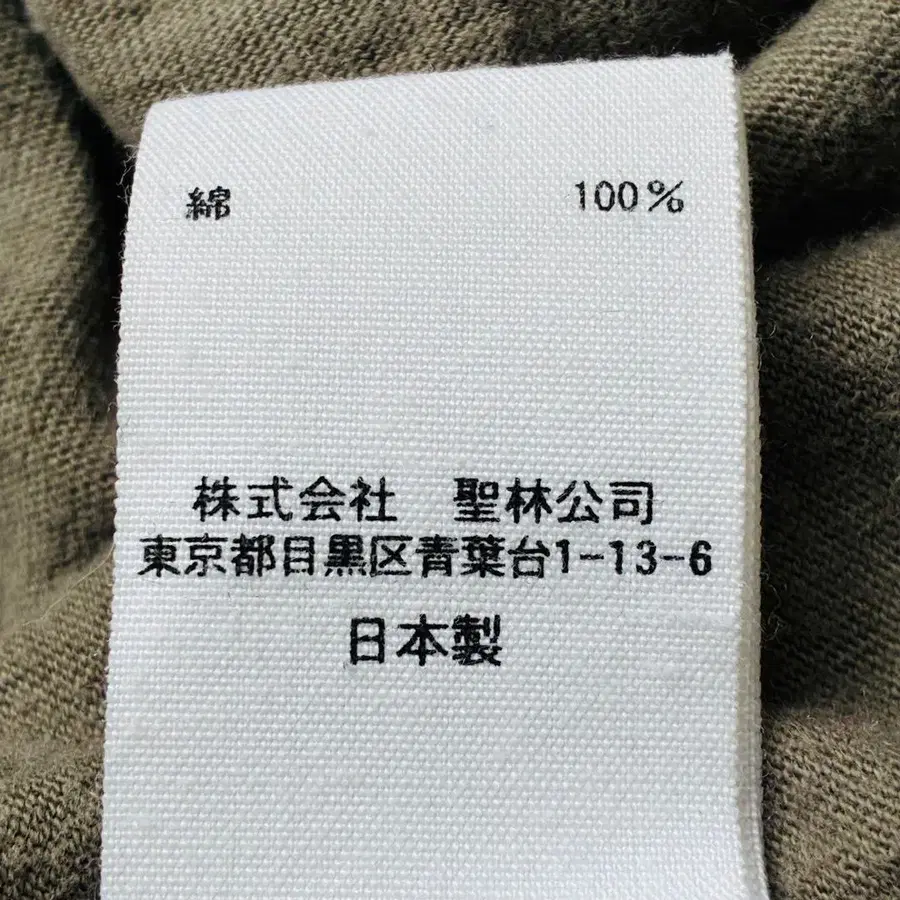 綿 100%
株式会社 聖林公司
東京都目黒区青葉台1-13-6
日本製